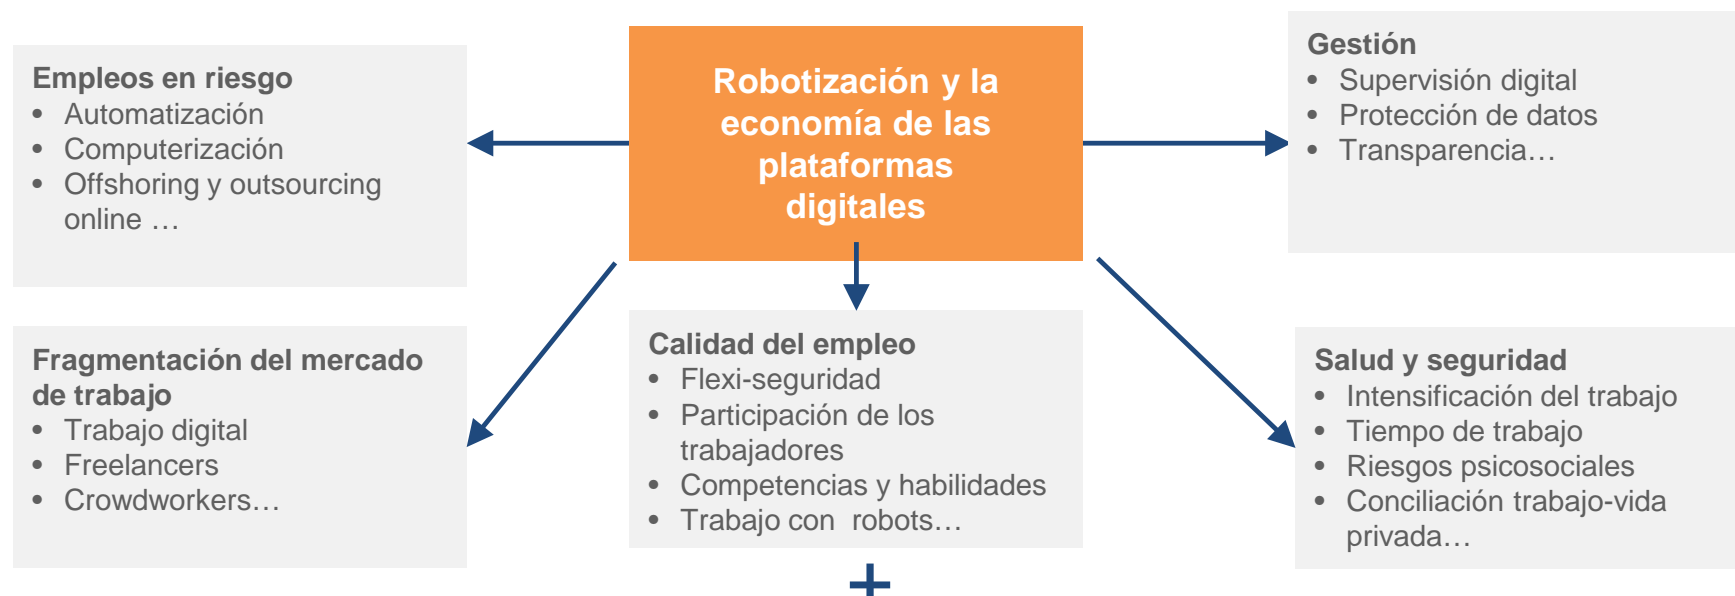 Empleos en riesgo
• Automatización
• Computerización
• Offshoring y outsourcing
online …
Robotización y la
economía de las
plataformas
digitales
Gestión
• Supervisión digital
• Protección de datos
• Transparencia…
Fragmentación del mercado
de trabajo
• Trabajo digital
• Freelancers
• Crowdworkers…
Calidad del empleo
• Flexi-seguridad
• Participación de los
trabajadores
• Competencias y habilidades
• Trabajo con  robots…
Salud y seguridad
• Intensificación del trabajo
• Tiempo de trabajo
• Riesgos psicosociales
• Conciliación trabajo-vida
privada…
+